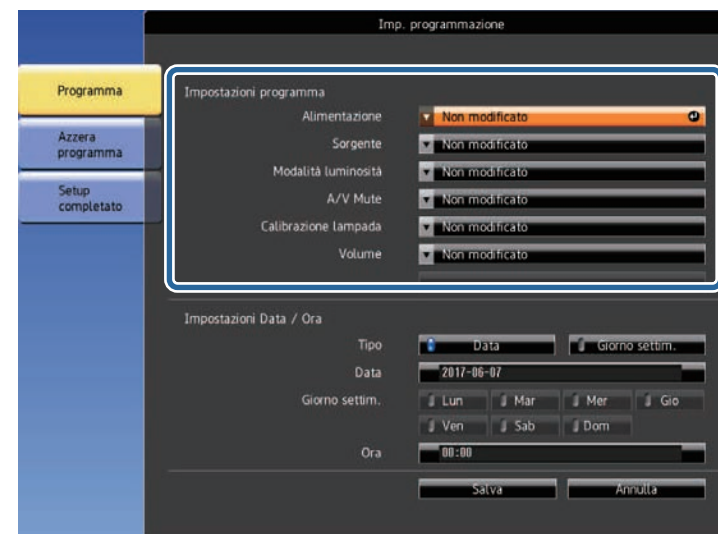 Imp. programmazione
Programma
Azzera
programma
Setup
completato
Impostazioni programma
Alimentazione Non modificato
Sorgente Non modificato
Modalità luminosità Non modificato
A/V Mute Non modificato
Calibrazione lampada Non modificato
Volume Non modificato
Impostazioni Data / Ora
Tipo Data Giorno settim.
Data 2017-06-07
Giorno settim. Lun Mar Mer Gio
Ven Sab Dom
Ora 00:00
Salva Annulla